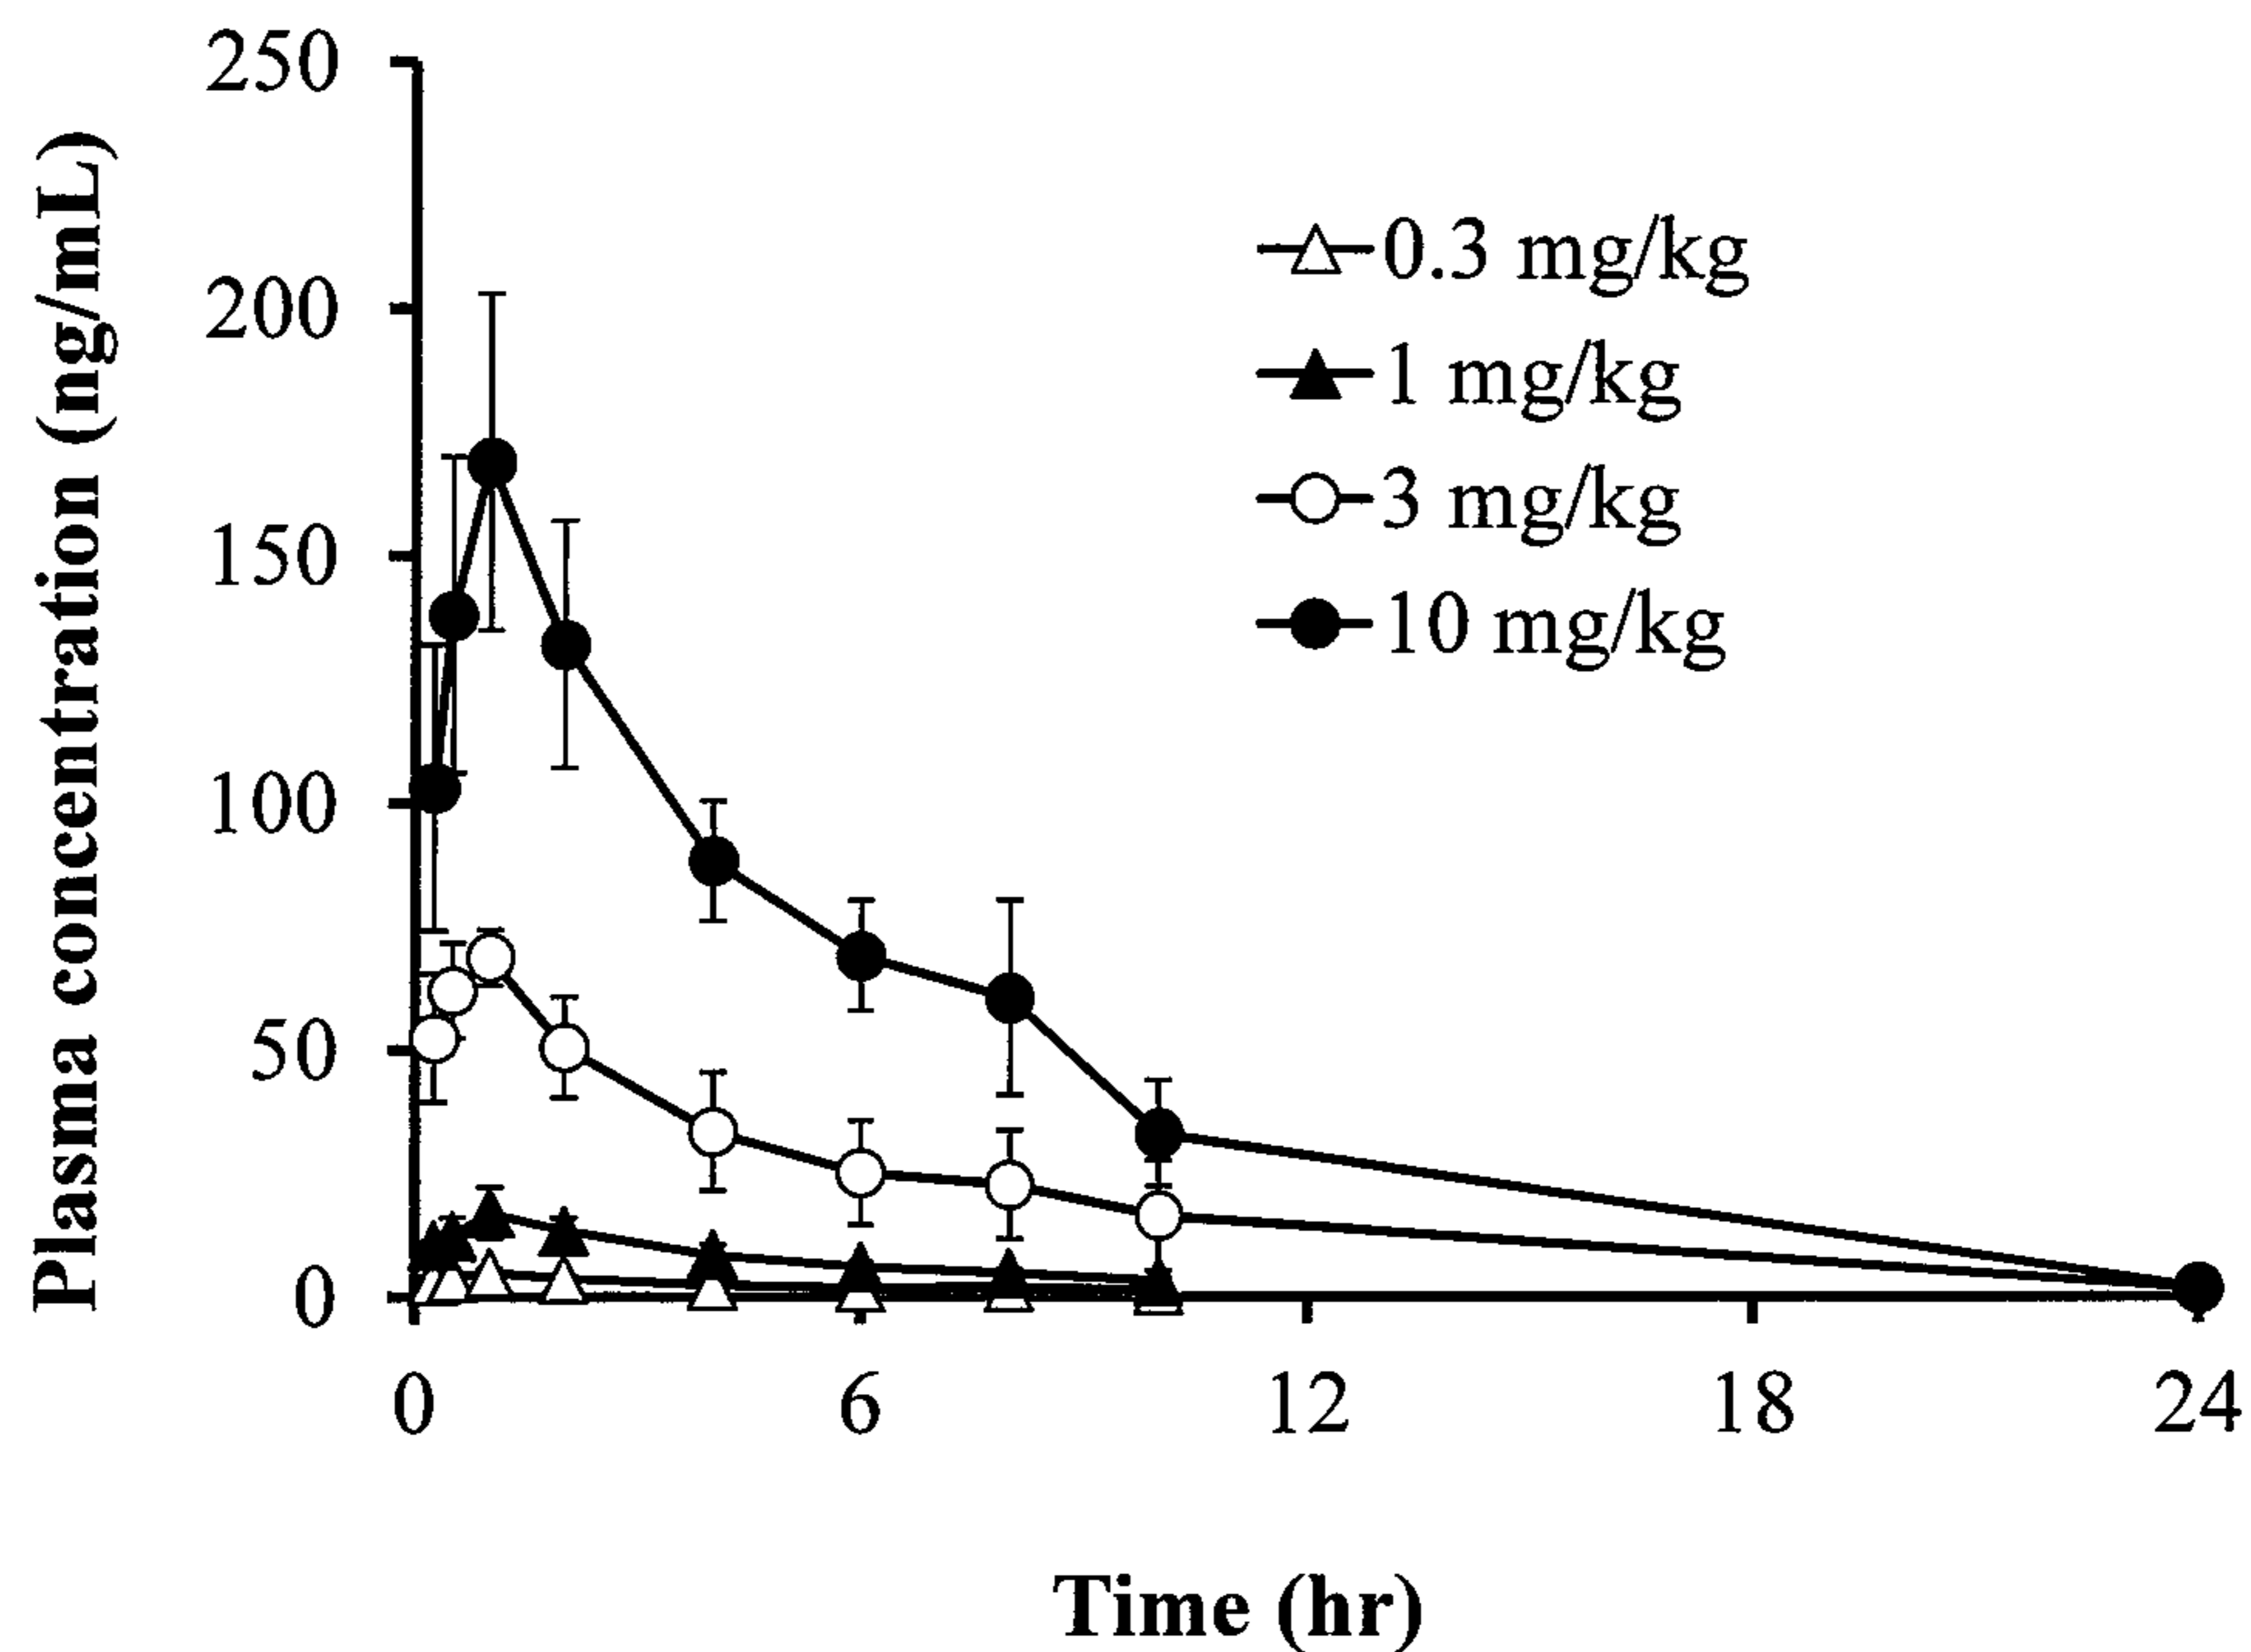 Plasma concentration (ng/mL)
250
200
150
100
50
0
0.3 mg/kg
1 mg/kg
3 mg/kg
10 mg/kg
0 6 12 18 24
Time (hr)